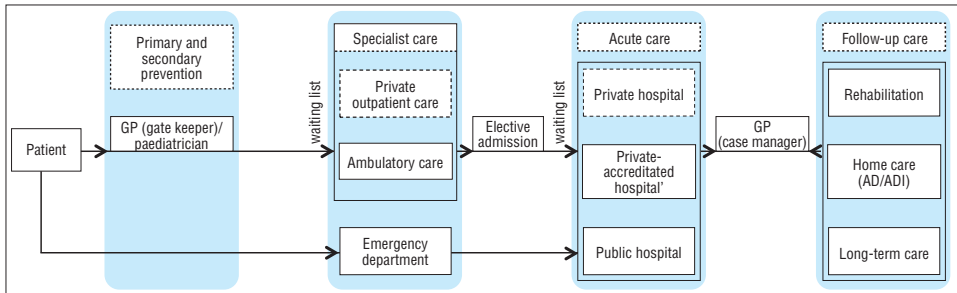 Primary and
secondary
prevention
Specialist care
Acute care
Follow-up care
Private
outpatient care
waiting list
waiting list
Private hospital
Rehabilitation
Patient
GP (gate keeper)/
paediatrician
Ambulatory care
Elective
admission
Private-
accreditated
hospital’
GP
(case manager)
Home care
(AD/ADI)
Emergency
department
Public hospital
Long-term care